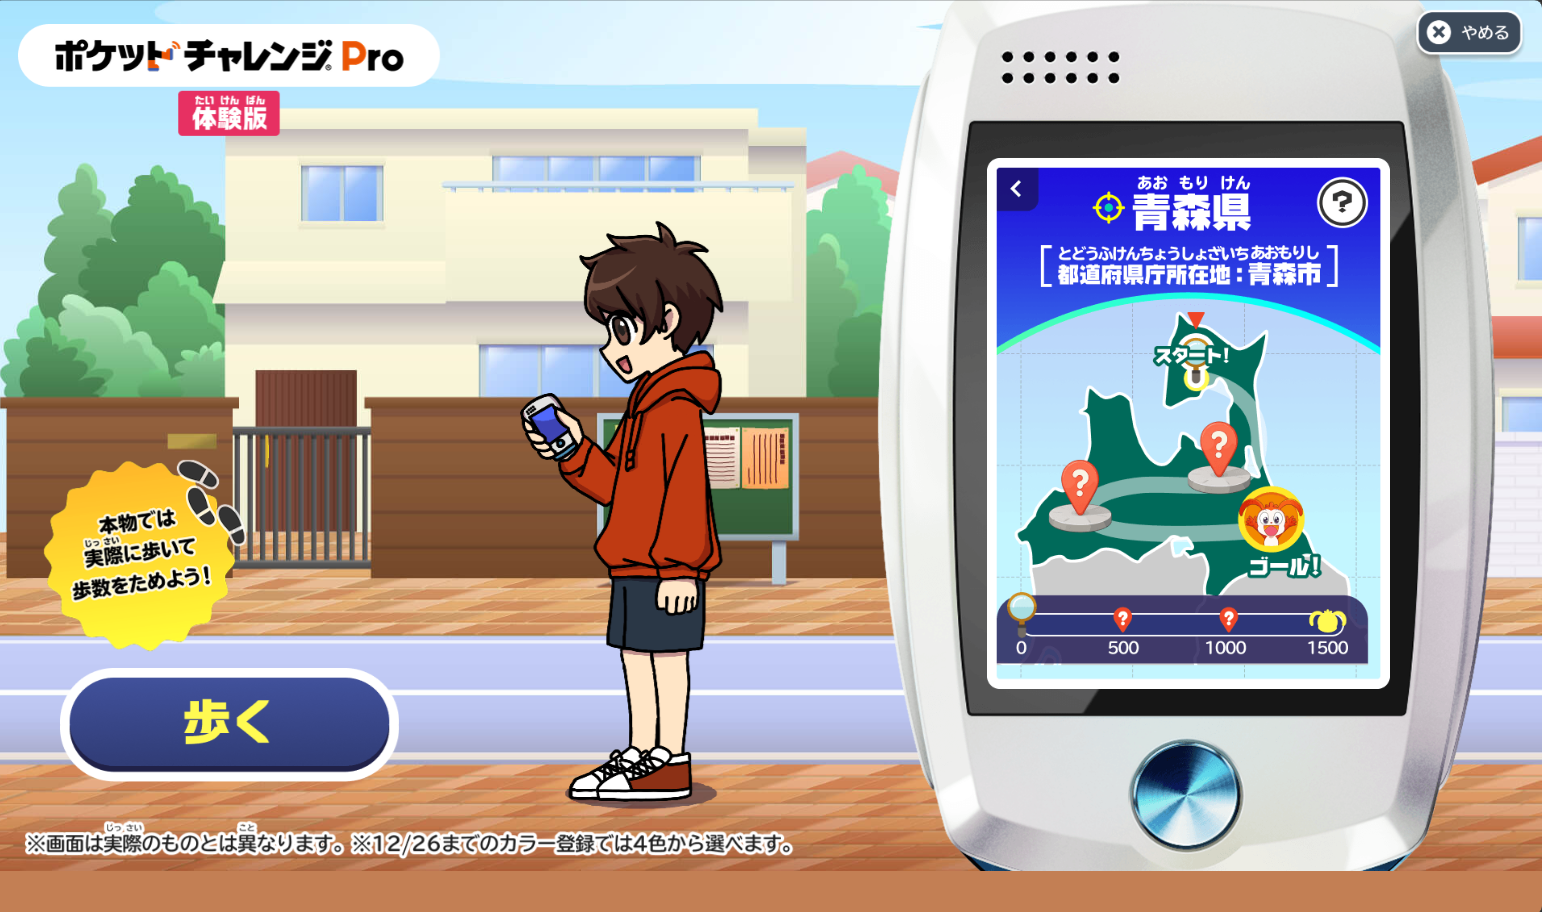 ポケットチャレンジ® Pro
たいけんばん
体験版
やめる
あおもりけん
青森県
?
とどうふけんちょうしょざいち あおもりし
[都道府県庁所在地:青森市]
スタート!
?
?
ゴール!
? ?
0 500 1000 1500
本物では
じっさい
実際に歩いて
歩数をためよう!
歩く
じっさい こと
※画面は実際のものとは異なります。※12/26までのカラー登録では4色から選べます。